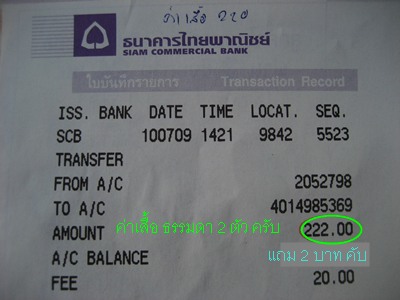 ค่าเสื้อ 220
ธนาคารไทยพาณิชย์
SIAM COMMERCIAL BANK
ใบบันทึกรายการ Transaction Record
ISS. BANK DATE TIME LOCAT. SEQ.
SCB 100709 1421 9842 5523
TRANSFER
FROM A/C 2052798
TO A/C 4014985369
AMOUNT ค่าเสื้อ ธรรมดา 2 ตัว ครับ 222.00
A/C BALANCE แถม 2 บาท คับ
FEE 20.00